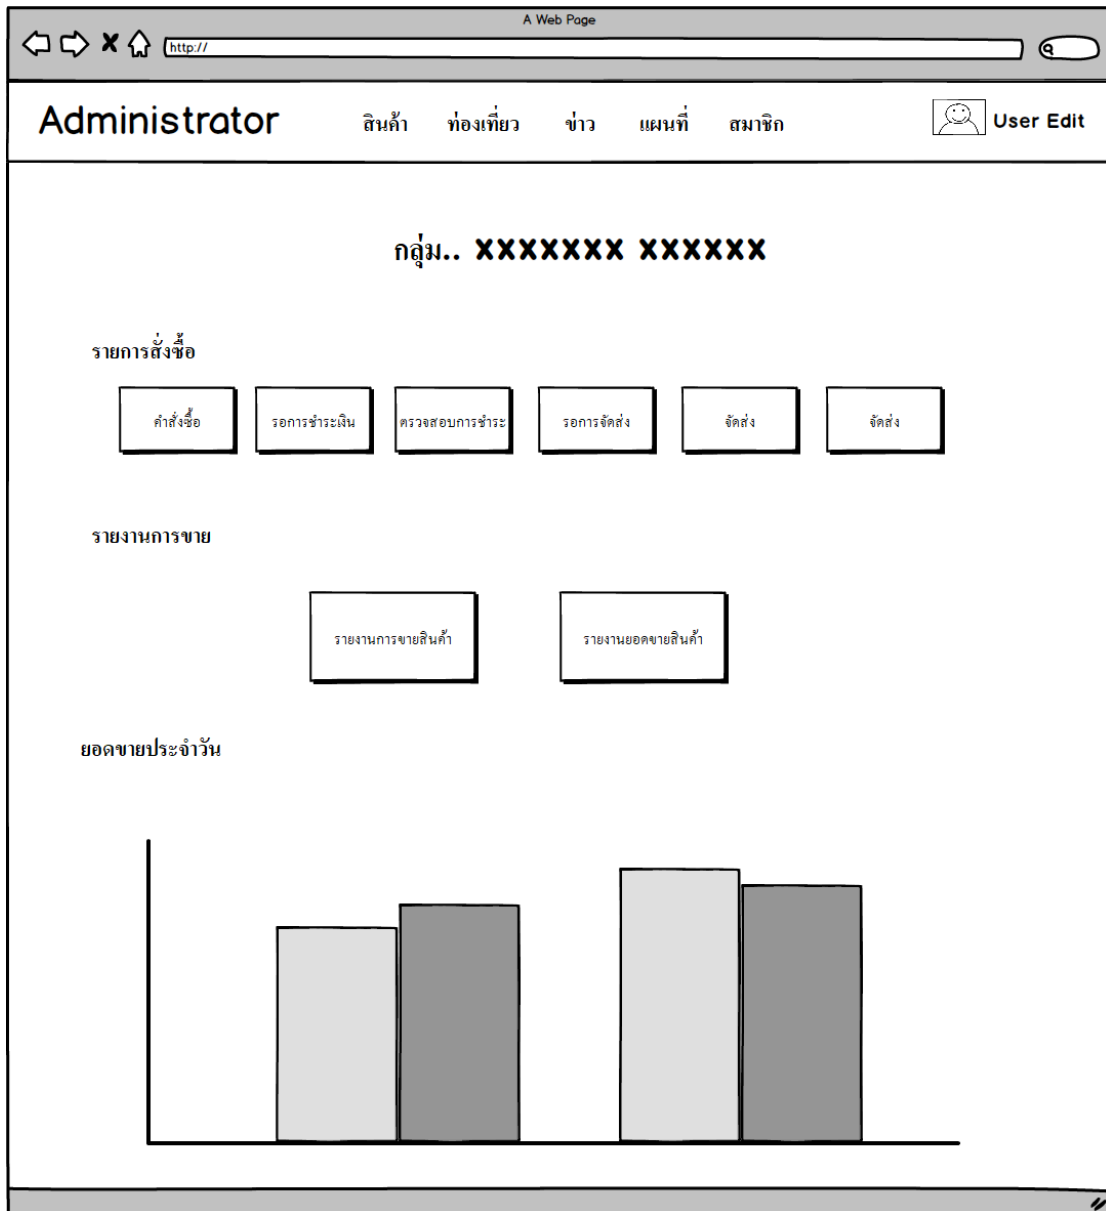 A Web Page
http://
Administrator สินค้า ท่องเที่ยว ข่าว แผนที่ สมาชิก User Edit
กลุ่ม.. XXXXXXX XXXXXX
รายการสั่งซื้อ
คำสั่งซื้อ รอการชำระเงิน ตรวจสอบการชำระ รอการจัดส่ง จัดส่ง จัดส่ง
รายงานการขาย
รายงานการขายสินค้า รายงานยอดขายสินค้า
ยอดขายประจำวัน